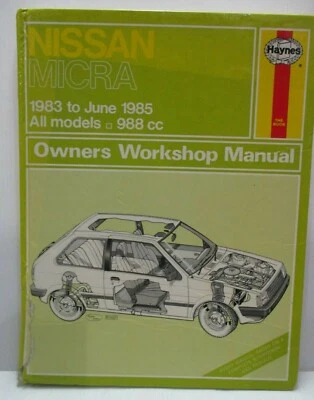 NISSAN
MICRA
Haynes
1983 to June 1985
All models □ 988 cc
Owners Workshop Manual